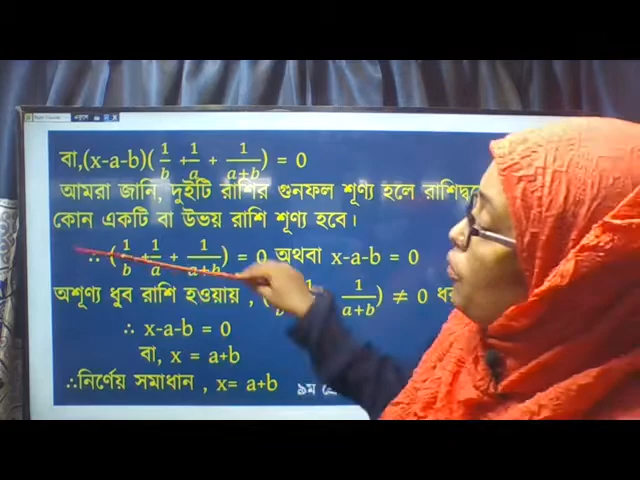 বা,(x-a-b)(1/b + 1/a + 1/(a+b)) = 0
আমরা জানি, দুইটি রাশির গুনফল শূণ্য হলে
কোন একটি বা উভয় রাশি শূণ্য হবে।
∴ (1/b + 1/a + 1/(a+b)) = 0 অথবা x-a-b = 0
অশূণ্য ধ্রুব রাশি হওয়ায় , ( 1/(a+b)) ≠ 0
∴ x-a-b = 0
বা, x = a+b
∴নির্ণেয় সমাধান , x= a+b ৯ম